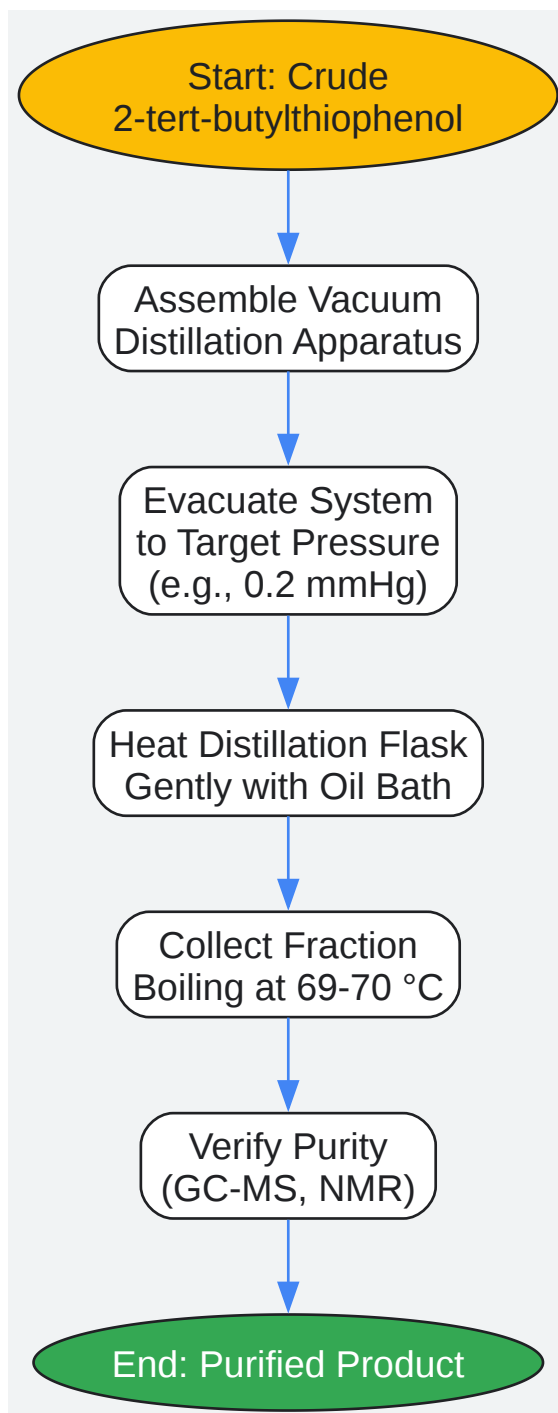 Start: Crude
2-tert-butylthiophenol
Assemble Vacuum
Distillation Apparatus
Evacuate System
to Target Pressure
(e.g., 0.2 mmHg)
Heat Distillation Flask
Gently with Oil Bath
Collect Fraction
Boiling at 69-70 °C
Verify Purity
(GC-MS, NMR)
End: Purified Product